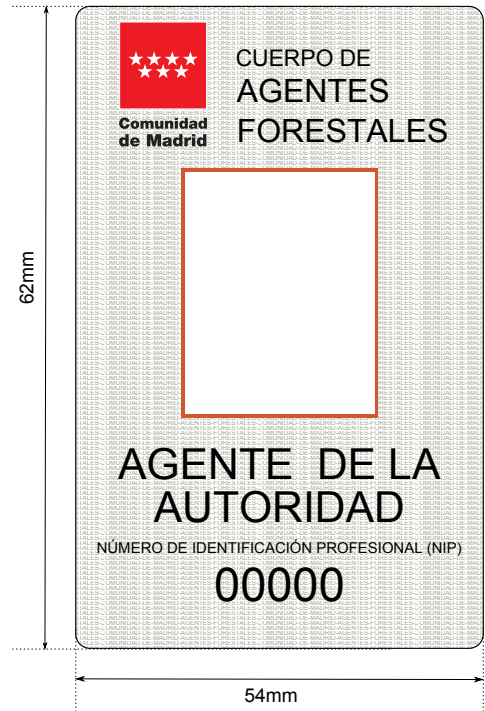 CUERPO DE
AGENTES
FORESTALES
Comunidad
de Madrid
62mm
AGENTE DE LA
AUTORIDAD
NÚMERO DE IDENTIFICACIÓN PROFESIONAL (NIP)
00000
54mm